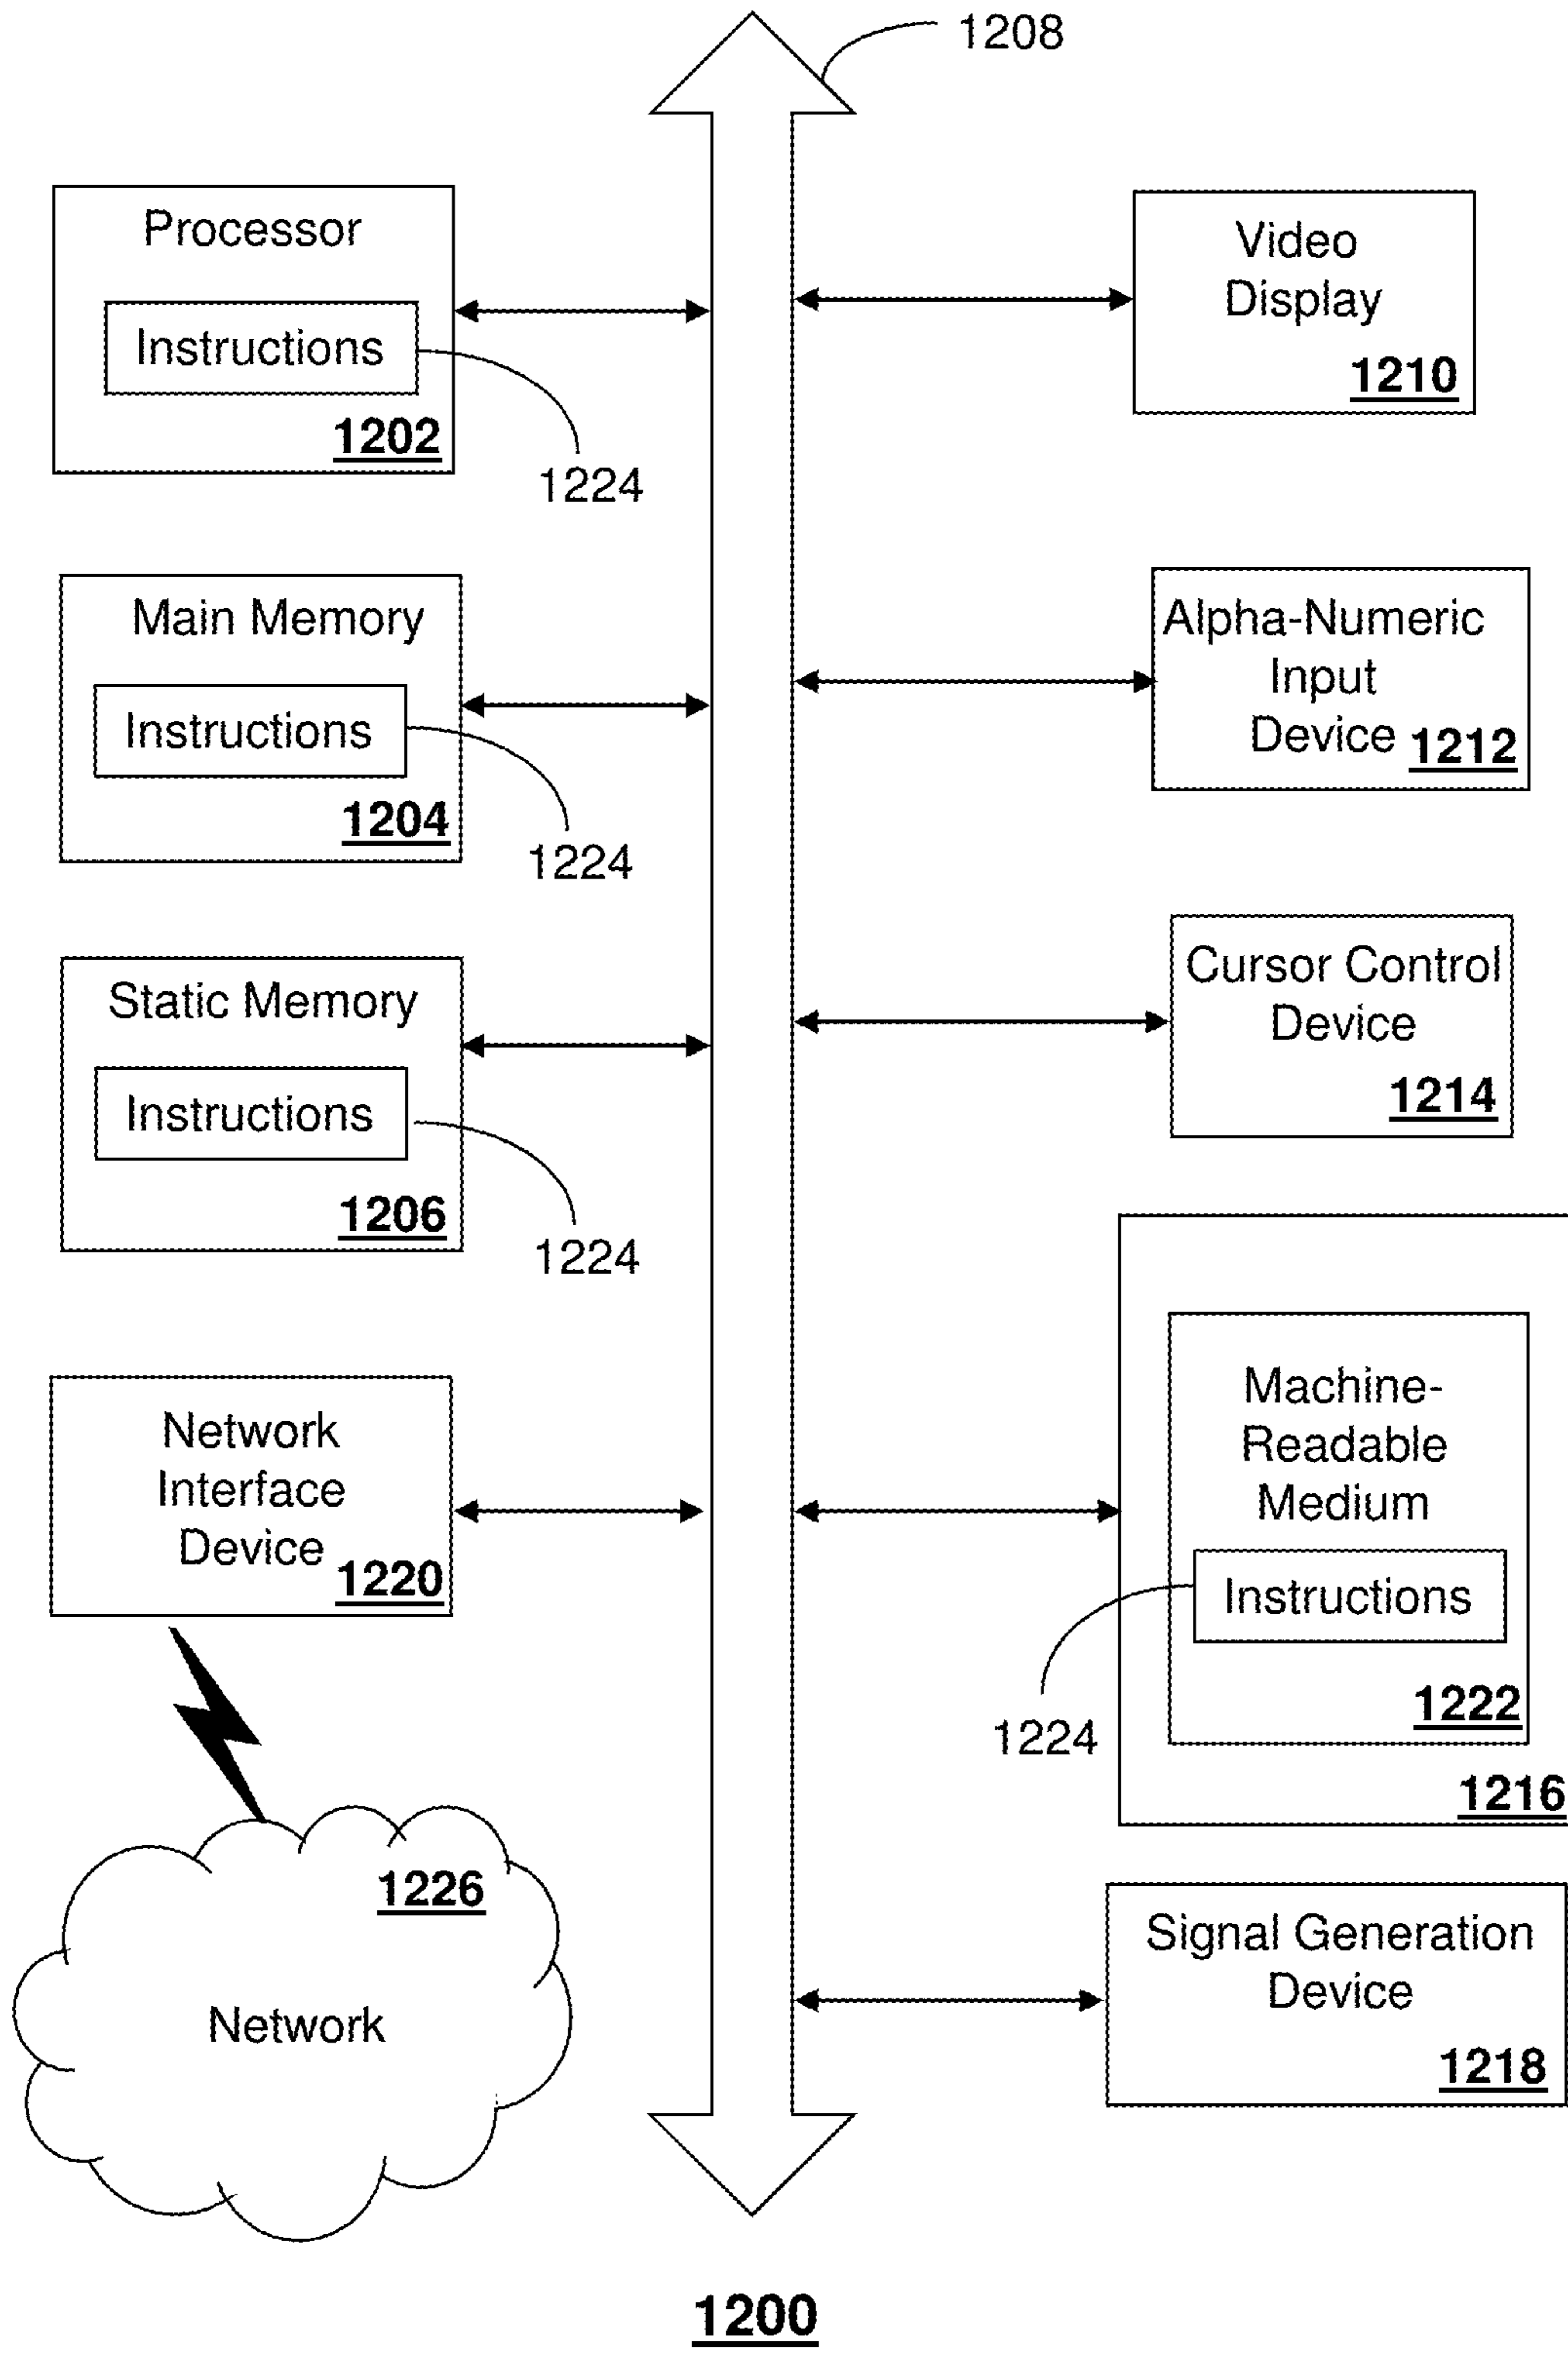 1208
Processor
Instructions
1202
1224
Main Memory
Instructions
1204
1224
Static Memory
Instructions
1206
1224
Network
Interface
Device
1220
1226
Network
Video
Display
1210
Alpha-Numeric
Input
Device 1212
Cursor Control
Device
1214
Machine-
Readable
Medium
Instructions
1222
1224
1216
Signal Generation
Device
1218
1200